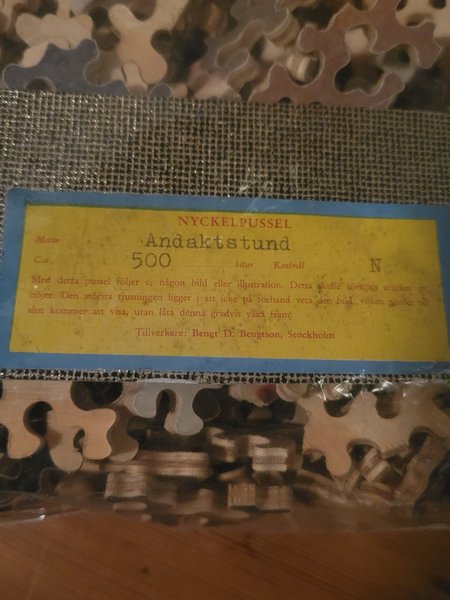 NYCKELPUSSEL
Motiv Andaktstund
Ca. 500 bitar Kontroll N
Med detta pussel följer ej någon bild eller illustration. Detta skulle
nöjet. Den största tjusningen ligger i att icke på förhand veta den bild, vilken
slut kommer att visa, utan låta denna gradvis växa fram.
Tillverkare: Bengt D. Bengtson, Stockholm